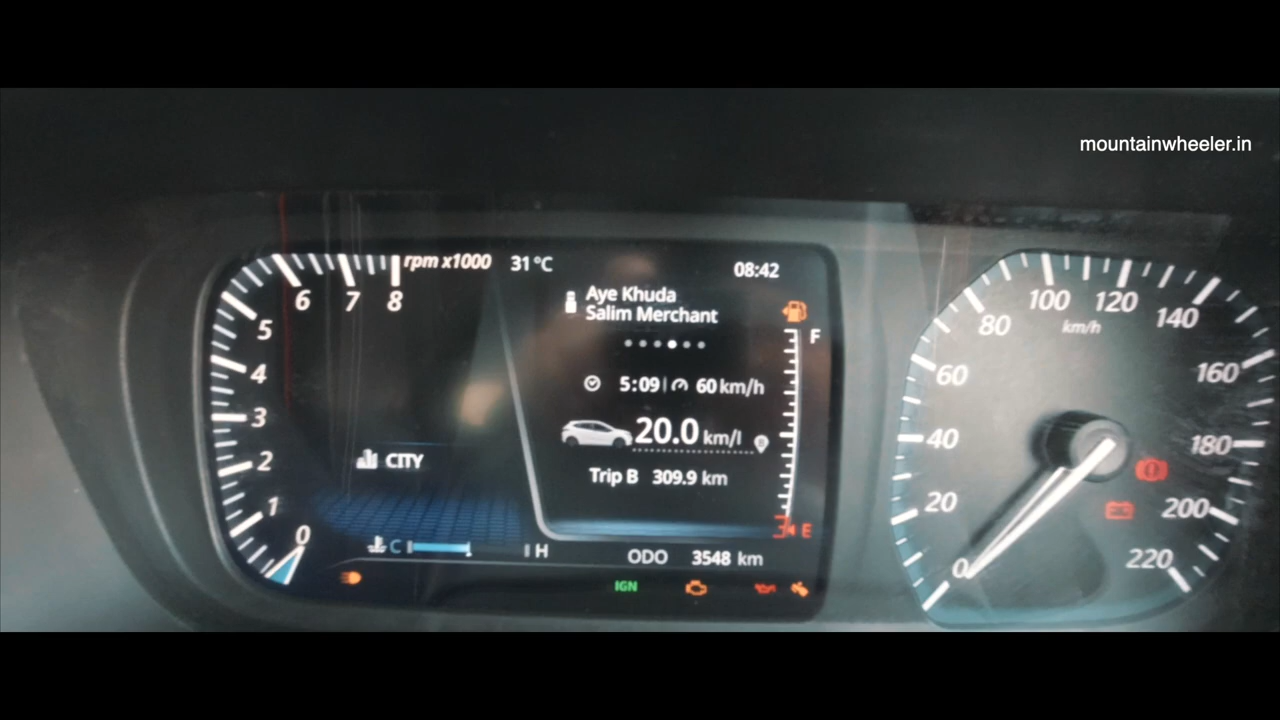 mountainwheeler.in
rpm x1000
31 °C
08:42
Aye Khuda
Salim Merchant
F
5:09 60 km/h
20.0 km/l
Trip B 309.9 km
E
CITY
C H
ODO 3548 km
IGN
0
1
2
3
4
5
6
7
8
km/h
0
20
40
60
80
100
120
140
160
180
200
220